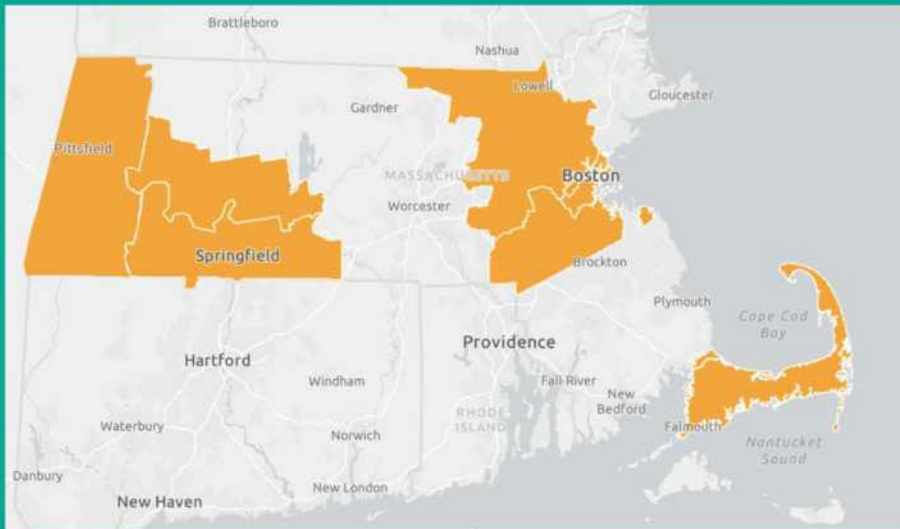 Brattleboro
Nashua
Lowell
Gloucester
Gardner
Pittsfield
MASSACHUSETTS
Boston
Worcester
Springfield
Brockton
Plymouth
Cape Cod
Bay
Providence
Hartford
Windham
Fall River
New
Bedford
RHODE
ISLAND
Falmouth
Waterbury
Norwich
Nantucket
Sound
Danbury
New London
New Haven